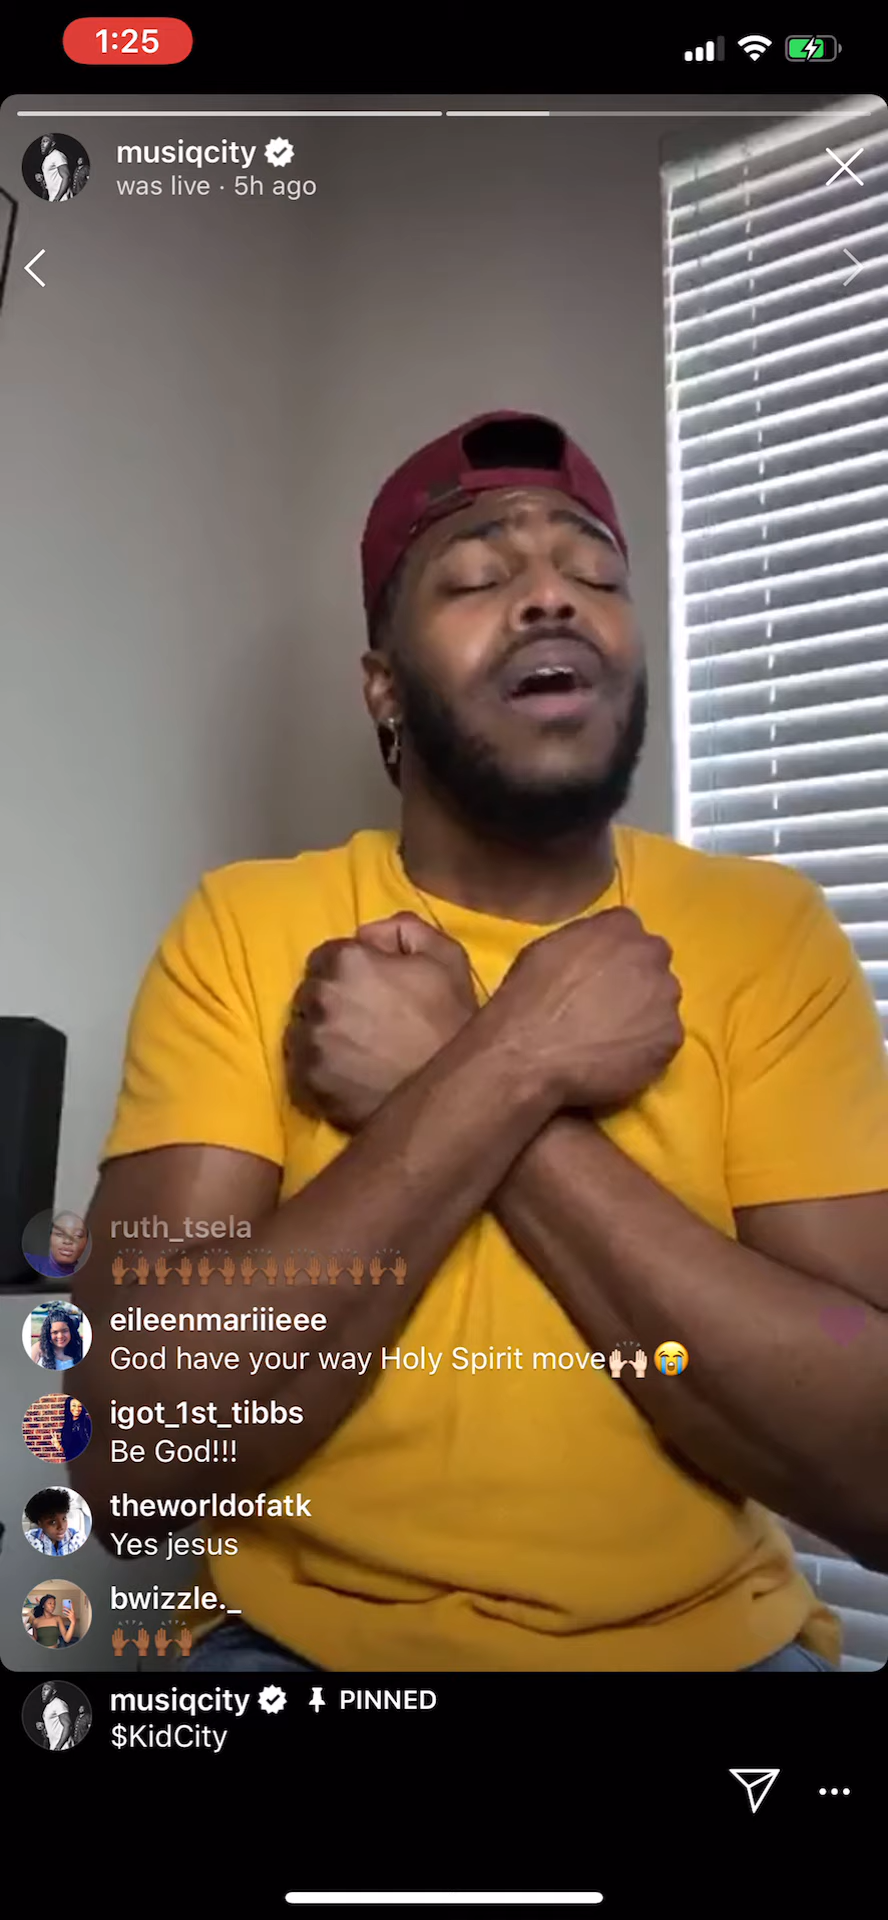 1:25
musiqcity
was live · 5h ago
ruth_tsela
🙌🏾🙌🏾🙌🏾🙌🏾🙌🏾🙌🏾🙌🏾
eileenmariiieee
God have your way Holy Spirit move🙌🏻😭
igot_1st_tibbs
Be God!!!
theworldofatk
Yes jesus
bwizzle._
🙌🏾🙌🏾
musiqcity PINNED
$KidCity